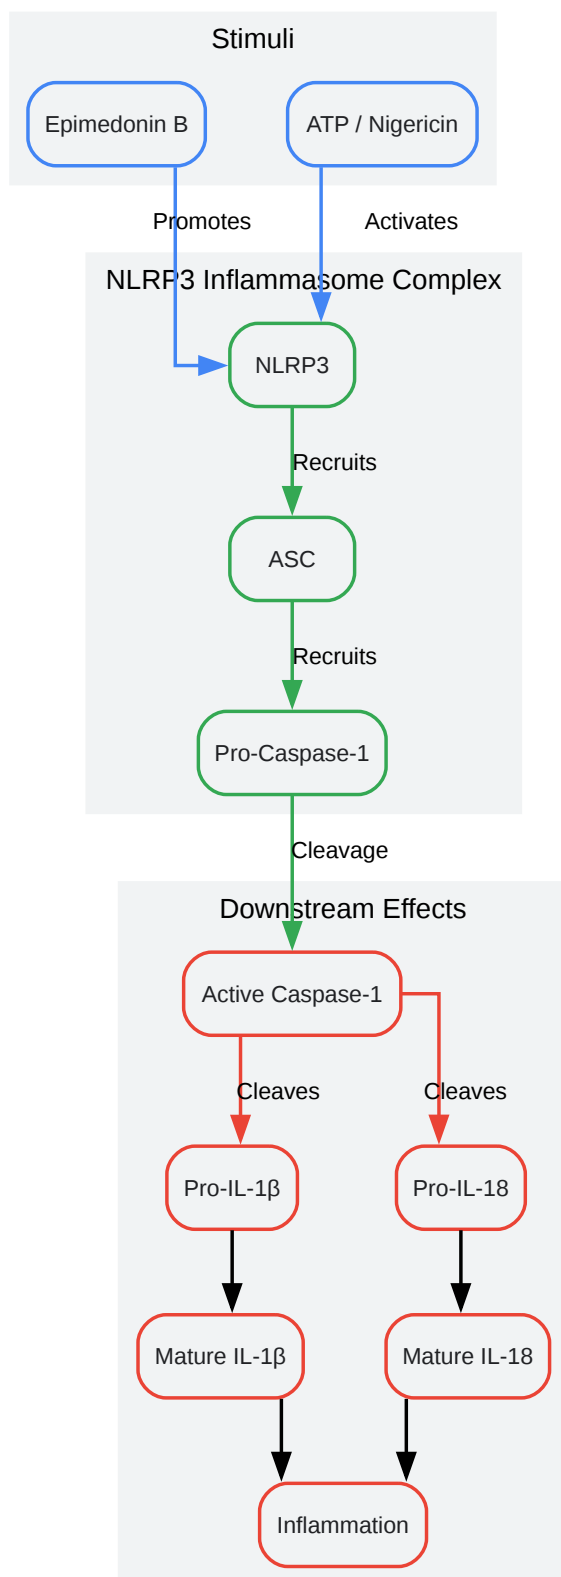 Stimuli
Epimedonin B
ATP / Nigericin
Promotes
Activates
NLRP3 Inflammasome Complex
NLRP3
Recruits
ASC
Recruits
Pro-Caspase-1
Cleavage
Downstream Effects
Active Caspase-1
Cleaves
Cleaves
Pro-IL-1β
Pro-IL-18
Mature IL-1β
Mature IL-18
Inflammation